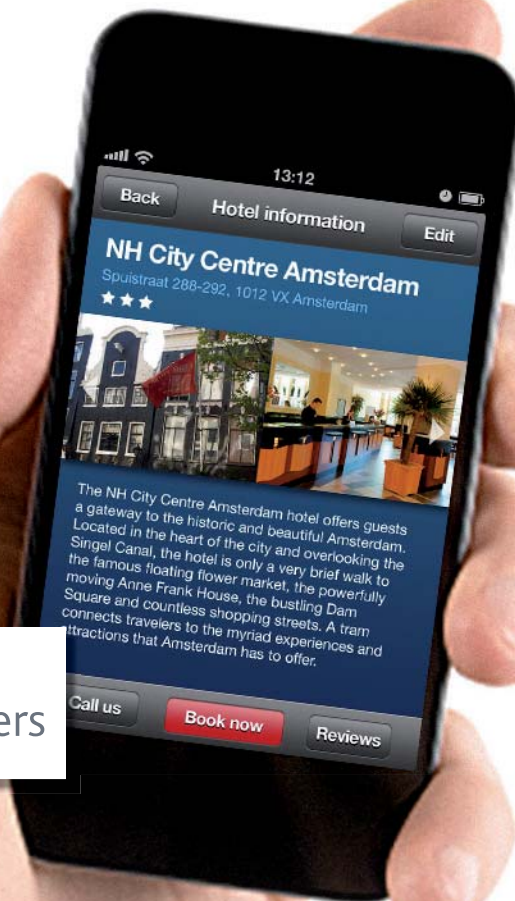 13:12
Back
Hotel information
Edit
NH City Centre Amsterdam
Spuistraat 288-292, 1012 VX Amsterdam
The NH City Centre Amsterdam hotel offers guests
a gateway to the historic and beautiful Amsterdam.
Located in the heart of the city and overlooking the
Singel Canal, the hotel is only a very brief walk to
the famous floating flower market, the powerfully
moving Anne Frank House, the bustling Dam
Square and countless shopping streets. A tram
connects travelers to the myriad experiences and
attractions that Amsterdam has to offer.
ers
Call us
Book now
Reviews